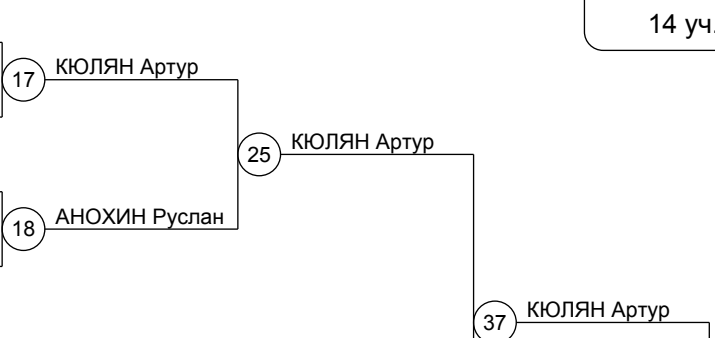 14 уч.
17 КЮЛЯН Артур
25 КЮЛЯН Артур
18 АНОХИН Руслан
37 КЮЛЯН Артур